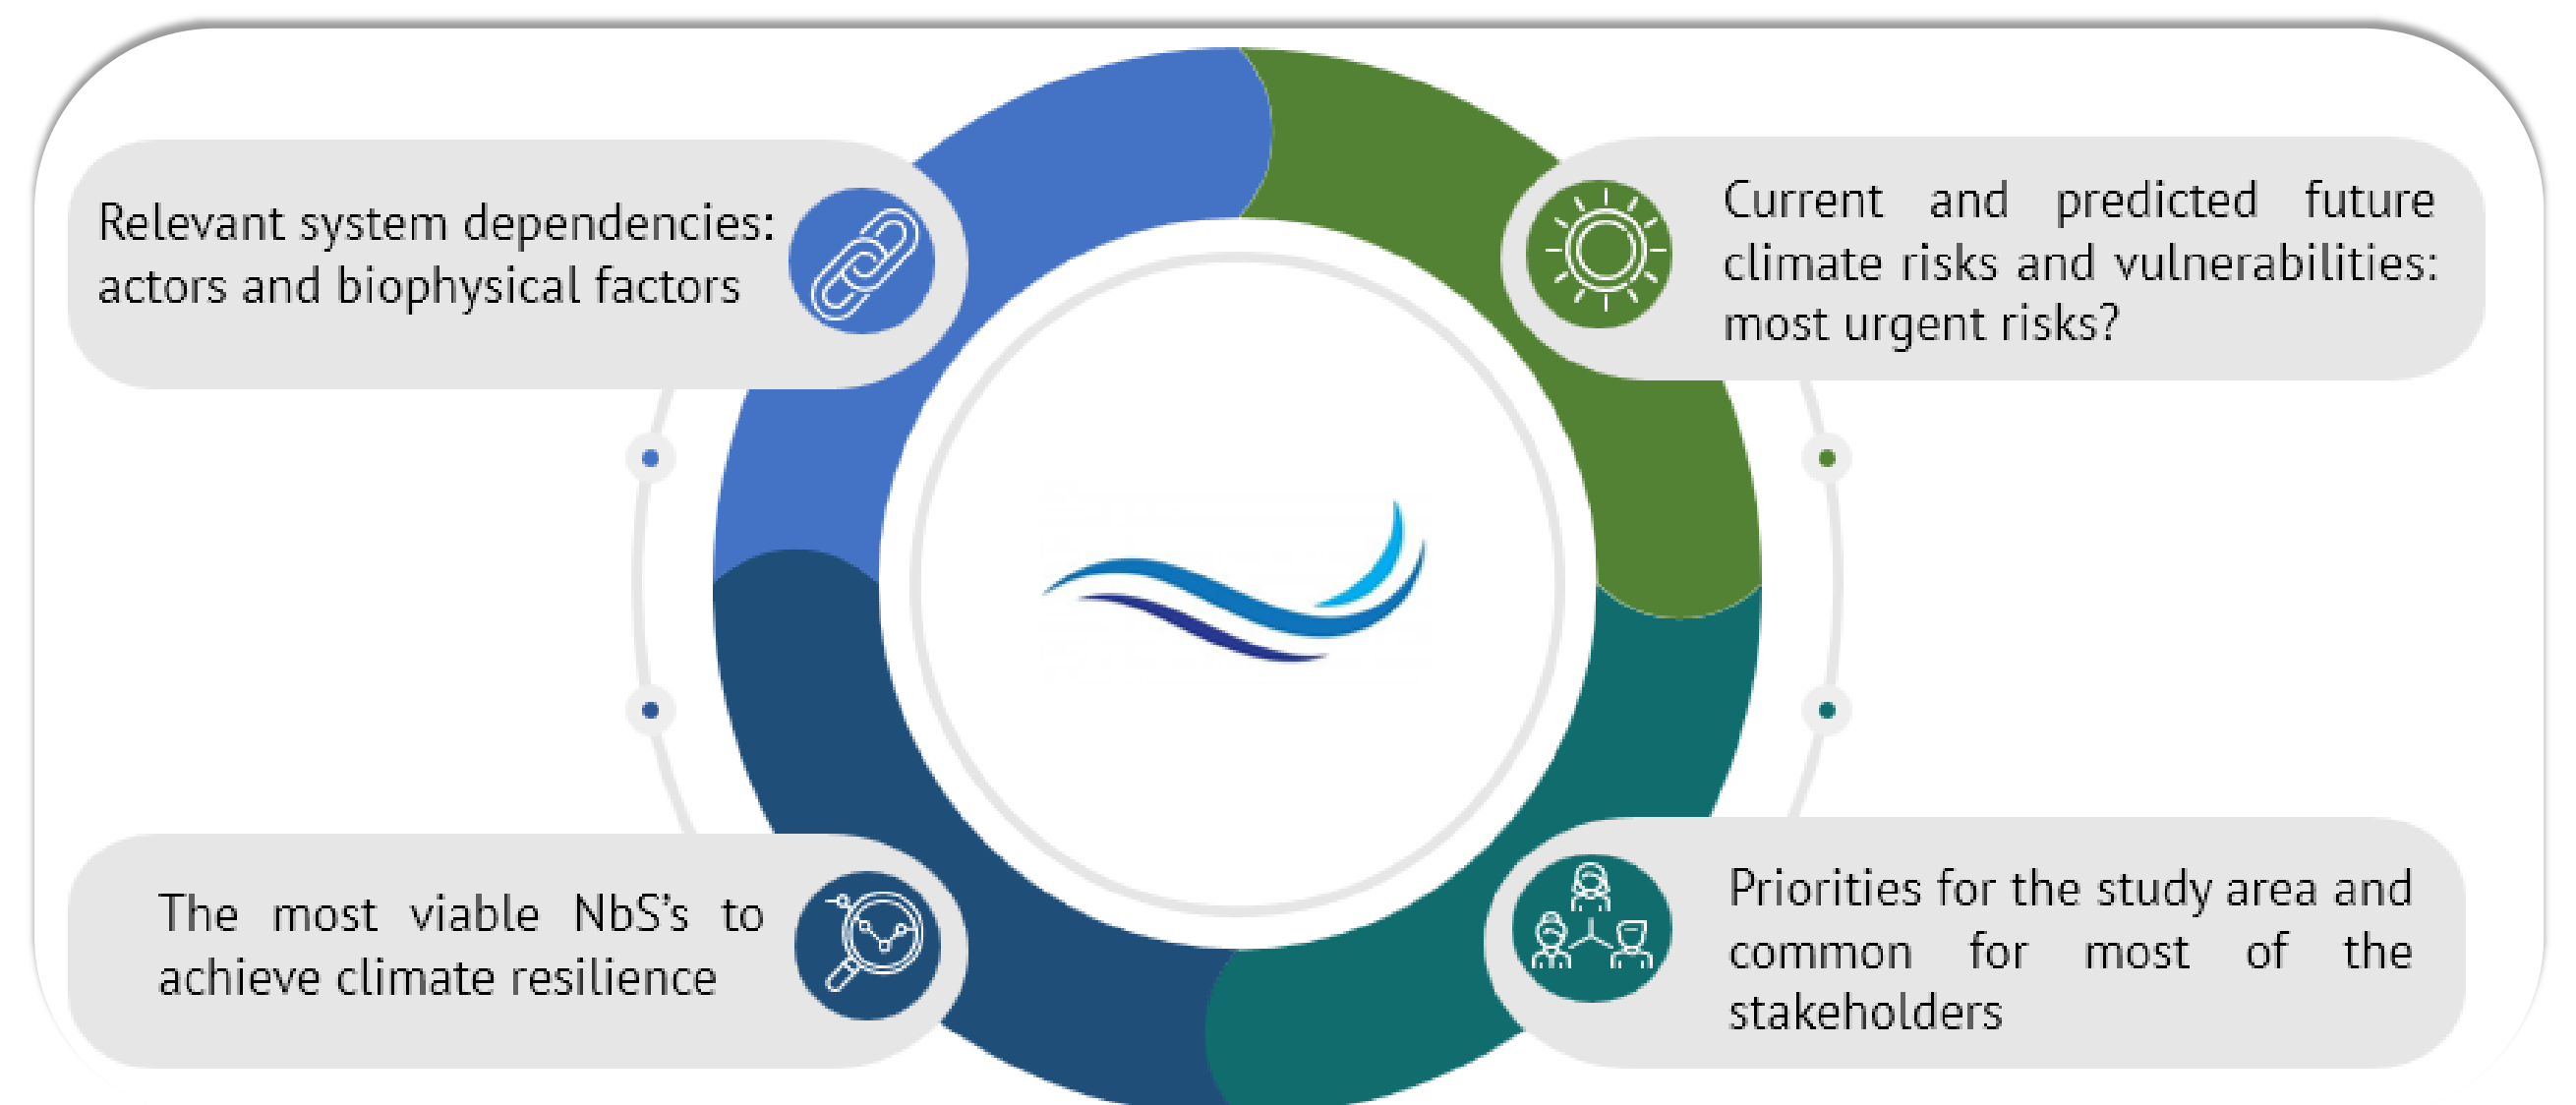 Relevant system dependencies:
actors and biophysical factors
Current and predicted future
climate risks and vulnerabilities:
most urgent risks?
The most viable NbS’s to
achieve climate resilience
Priorities for the study area and
common for most of the
stakeholders